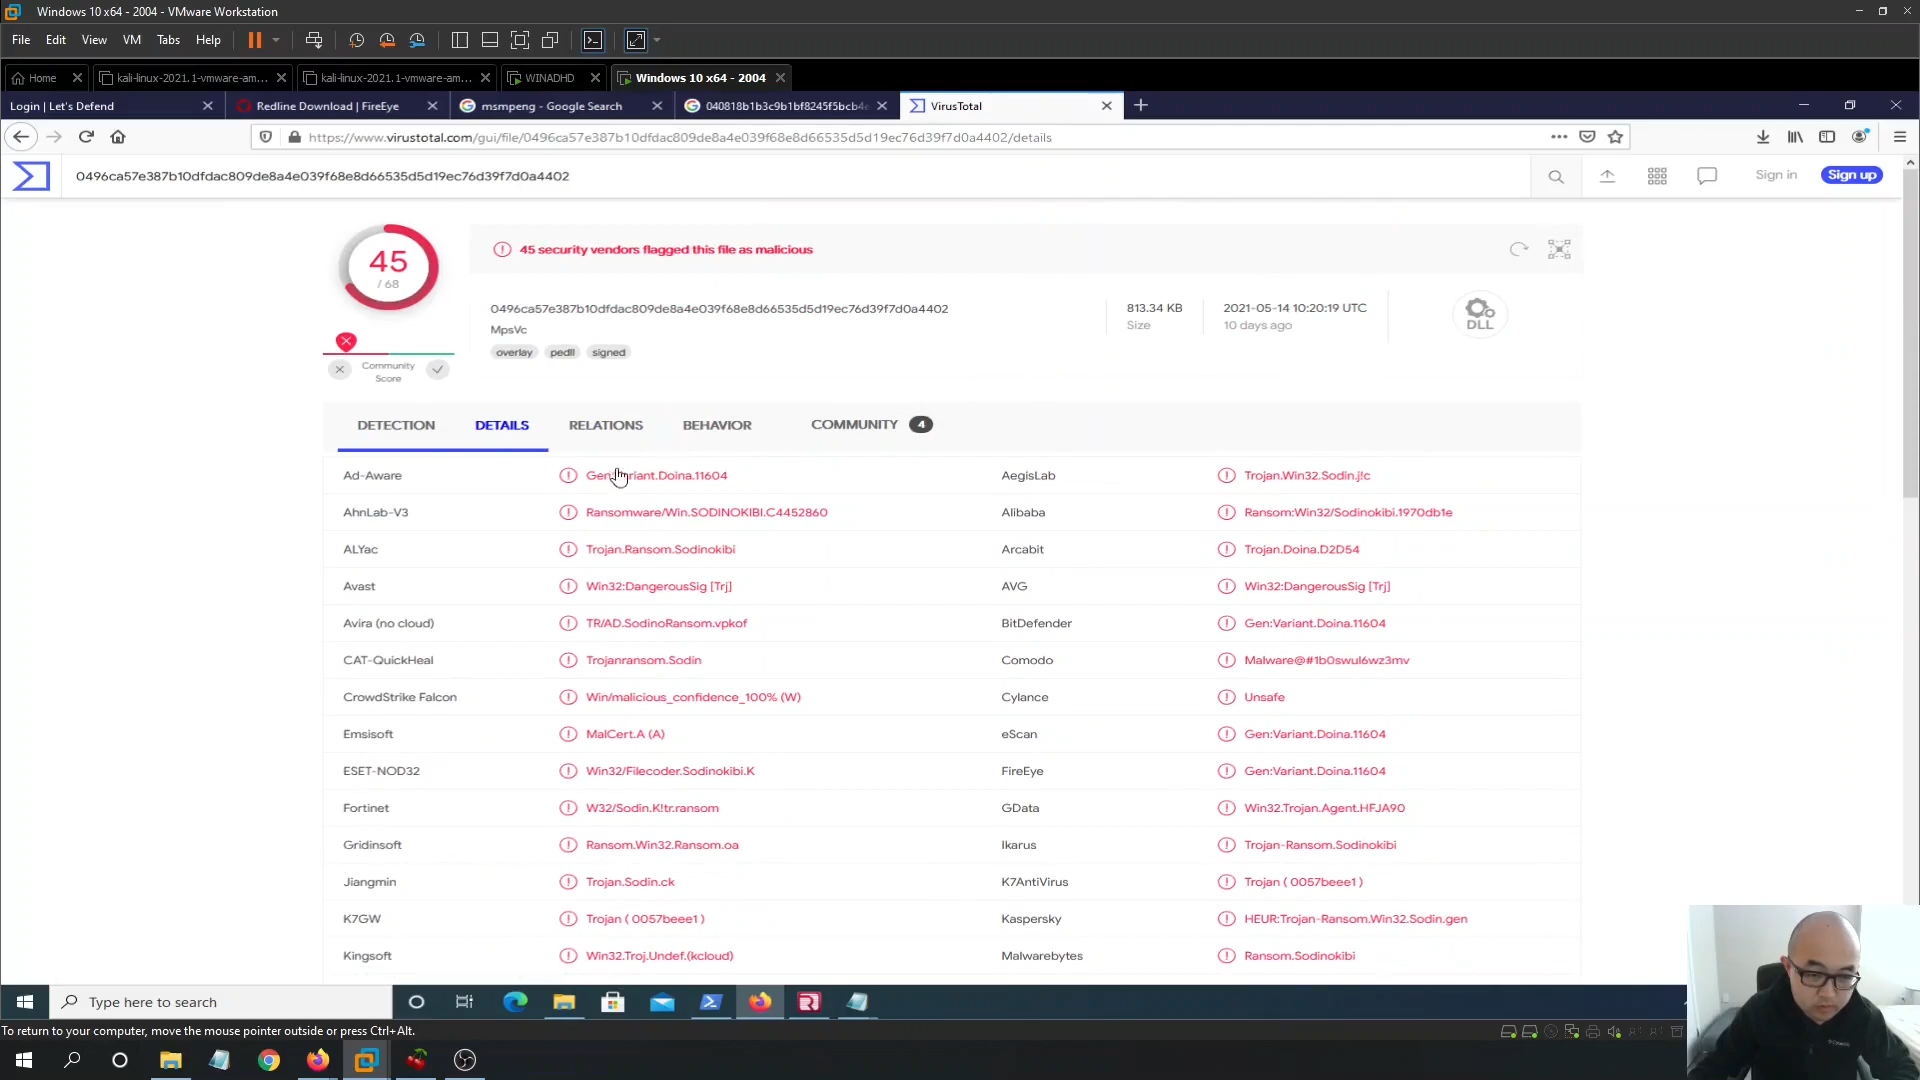 Windows 10 x64 - 2004 - VMware Workstation
File Edit View VM Tabs Help
Home kali-linux-2021.1-vmware-am... kali-linux-2021.1-vmware-am... WINADHD Windows 10 x64 - 2004
Login | Let's Defend Redline Download | FireEye msmpeng - Google Search 040818b1b3c9b1bf8245f5bcb4 VirusTotal
https://www.virustotal.com/gui/file/0496ca57e387b10dfdac809de8a4e039f68e8d66535d5d19ec76d39f7d0a4402/details
0496ca57e387b10dfdac809de8a4e039f68e8d66535d5d19ec76d39f7d0a4402 Sign in Sign up
45 / 68
45 security vendors flagged this file as malicious
0496ca57e387b10dfdac809de8a4e039f68e8d66535d5d19ec76d39f7d0a4402 813.34 KB 2021-05-14 10:20:19 UTC
MpsVc Size 10 days ago DLL
overlay pedll signed
Community Score
DETECTION DETAILS RELATIONS BEHAVIOR COMMUNITY 4
Ad-Aware Gen:Variant.Doina.11604 AegisLab Trojan.Win32.Sodin.j!c
AhnLab-V3 Ransomware/Win.SODINOKIBI.C4452860 Alibaba Ransom:Win32/Sodinokibi.1970db1e
ALYac Trojan.Ransom.Sodinokibi Arcabit Trojan.Doina.D2D54
Avast Win32:DangerousSig [Trj] AVG Win32:DangerousSig [Trj]
Avira (no cloud) TR/AD.SodinoRansom.vpkof BitDefender Gen:Variant.Doina.11604
CAT-QuickHeal Trojanransom.Sodin Comodo Malware@#1b0swul6wz3mv
CrowdStrike Falcon Win/malicious_confidence_100% (W) Cylance Unsafe
Emsisoft MalCert.A (A) eScan Gen:Variant.Doina.11604
ESET-NOD32 Win32/Filecoder.Sodinokibi.K FireEye Gen:Variant.Doina.11604
Fortinet W32/Sodin.K!tr.ransom GData Win32.Trojan.Agent.HFJA90
Gridinsoft Ransom.Win32.Ransom.oa Ikarus Trojan-Ransom.Sodinokibi
Jiangmin Trojan.Sodin.ck K7AntiVirus Trojan ( 0057beee1 )
K7GW Trojan ( 0057beee1 ) Kaspersky HEUR:Trojan-Ransom.Win32.Sodin.gen
Kingsoft Win32.Troj.Undef.(kcloud) Malwarebytes Ransom.Sodinokibi
Type here to search
To return to your computer, move the mouse pointer outside or press Ctrl+Alt.